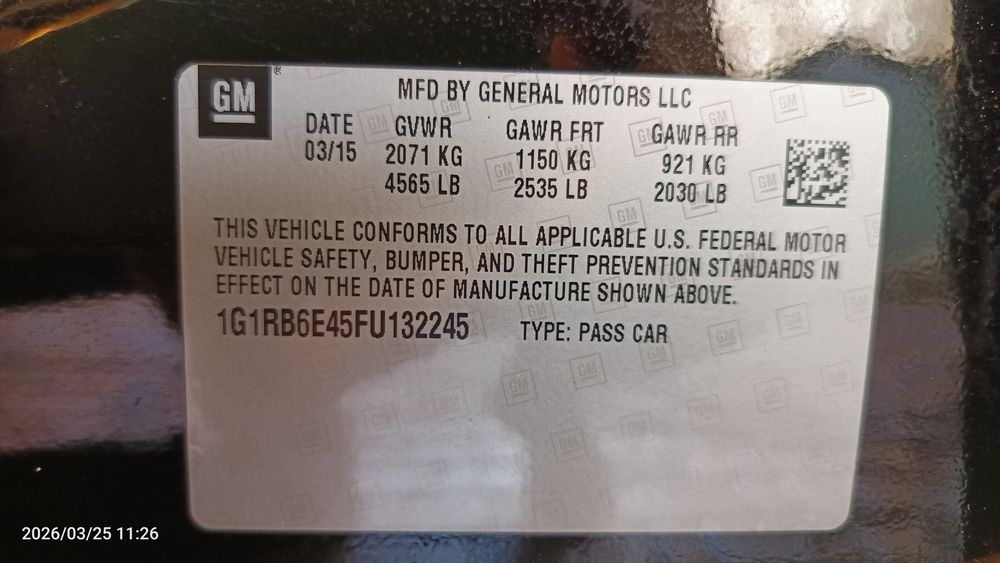 GM
MFD BY GENERAL MOTORS LLC
DATE GVWR GAWR FRT GAWR RR
03/15 2071 KG 1150 KG 921 KG
4565 LB 2535 LB 2030 LB
THIS VEHICLE CONFORMS TO ALL APPLICABLE U.S. FEDERAL MOTOR
VEHICLE SAFETY, BUMPER, AND THEFT PREVENTION STANDARDS IN
EFFECT ON THE DATE OF MANUFACTURE SHOWN ABOVE.
1G1RB6E45FU132245 TYPE: PASS CAR
2026/03/25 11:26